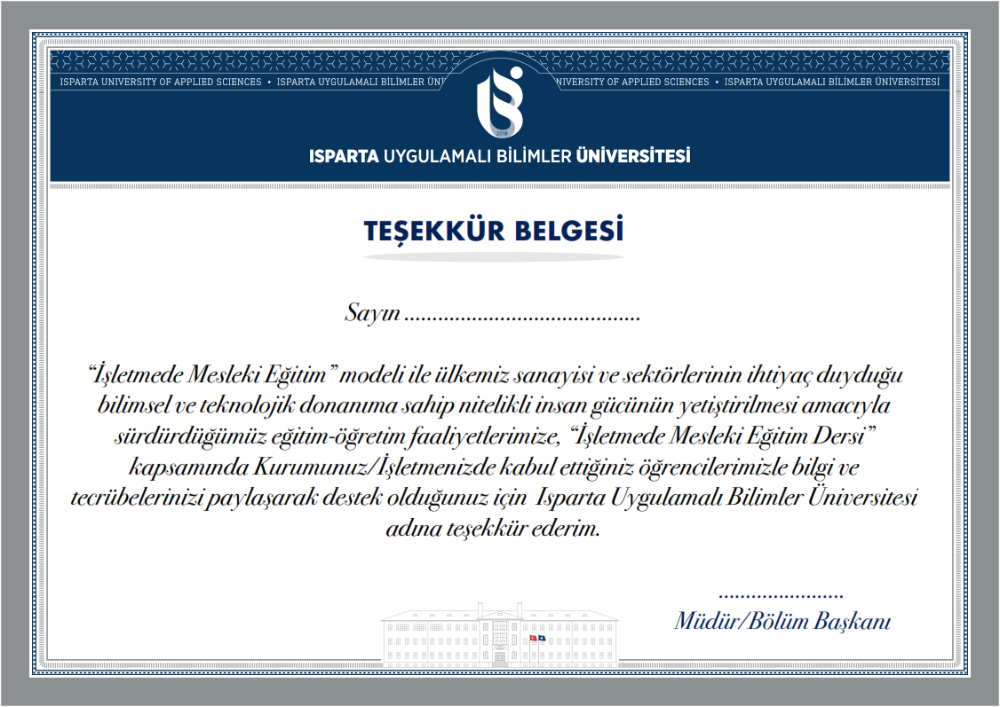 ISPARTA UNIVERSITY OF APPLIED SCIENCES • ISPARTA UYGULAMALI BİLİMLER ÜNİ
NIVERSITY OF APPLIED SCIENCES • ISPARTA UYGULAMALI BİLİMLER ÜNİVERSİTESİ
2018
ISPARTA UYGULAMALI BİLİMLER ÜNİVERSİTESİ
TEŞEKKÜR BELGESİ
Sayın ..........................................
“İşletmede Mesleki Eğitim” modeli ile ülkemiz sanayisi ve sektörlerinin ihtiyaç duyduğu
bilimsel ve teknolojik donanıma sahip nitelikli insan gücünün yetiştirilmesi amacıyla
sürdürdüğümüz eğitim-öğretim faaliyetlerimize, “İşletmede Mesleki Eğitim Dersi”
kapsamında Kurumunuz/İşletmenizde kabul ettiğiniz öğrencilerimizle bilgi ve
tecrübelerinizi paylaşarak destek olduğunuz için Isparta Uygulamalı Bilimler Üniversitesi
adına teşekkür ederim.
.......................
Müdür/Bölüm Başkanı